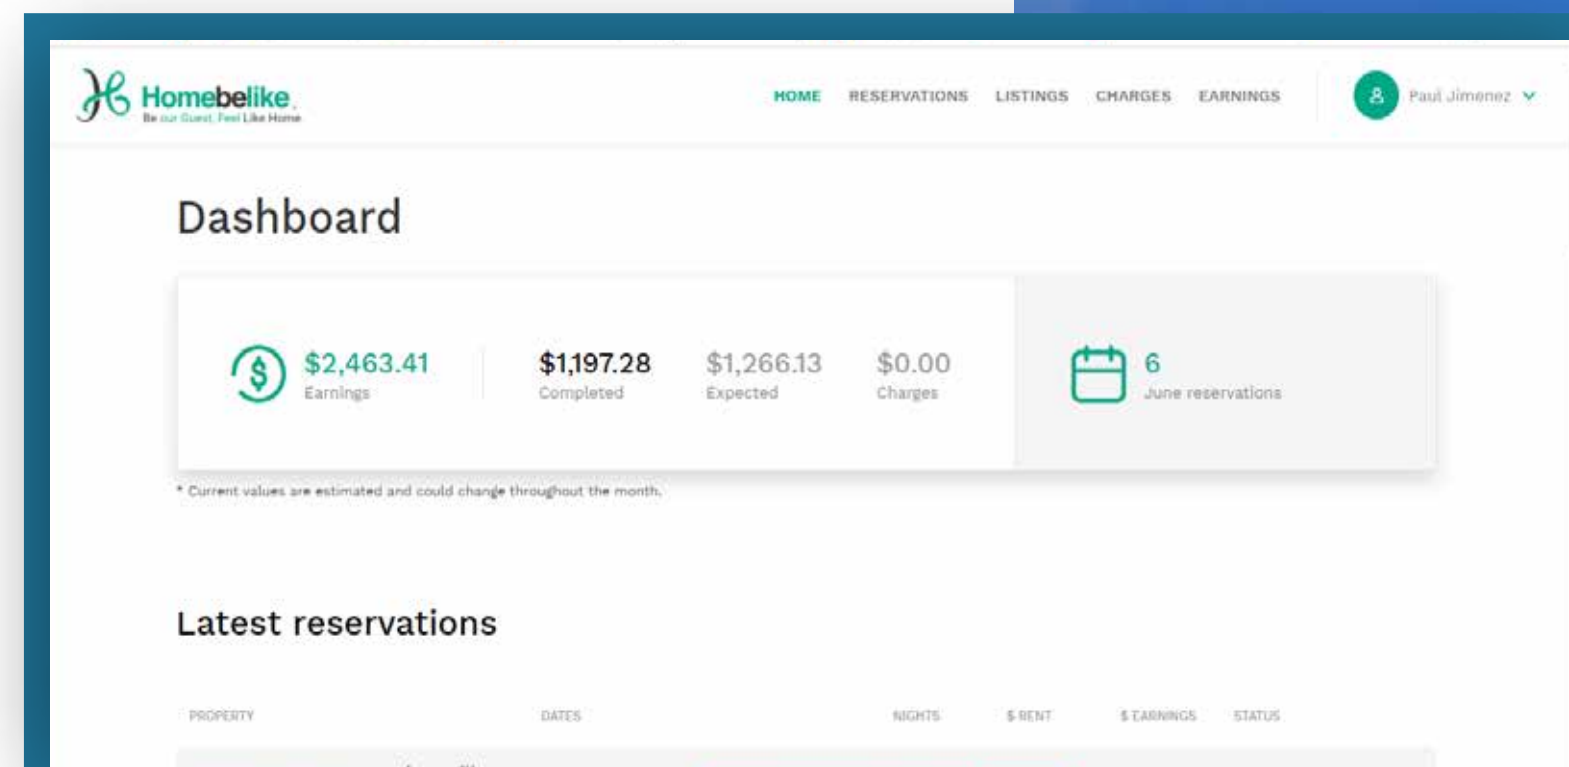 Homebelike
Be our Guest, Feel Like Home
HOME RESERVATIONS LISTINGS CHARGES EARNINGS
Paul Jimenez
Dashboard
$2,463.41 $1,197.28 $1,266.13 $0.00 6
Earnings Completed Expected Charges June reservations
* Current values are estimated and could change throughout the month.
Latest reservations
PROPERTY DATES NIGHTS $ RENT $ EARNINGS STATUS